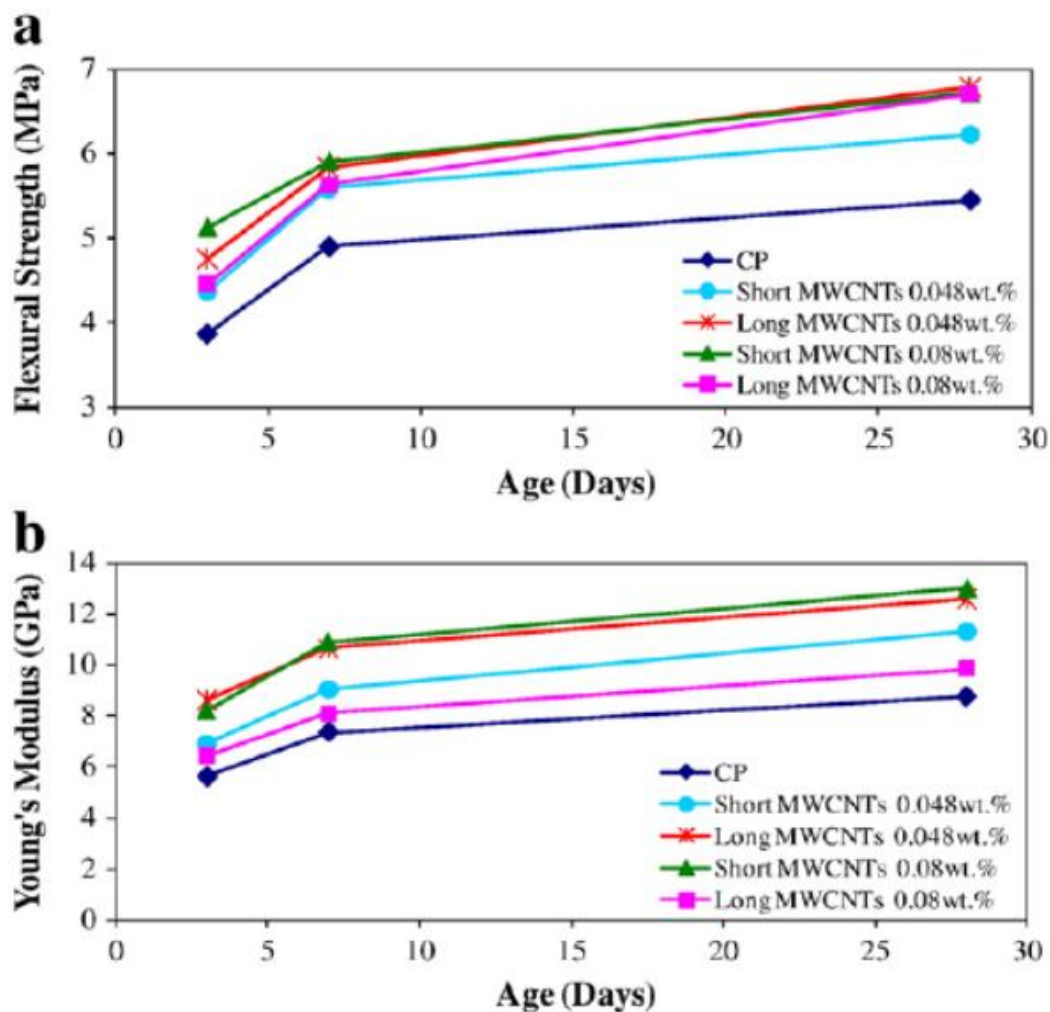 a
Flexural Strength (MPa)
7
6
5
4
3
0 5 10 15 20 25 30
Age (Days)
CP
Short MWCNTs 0.048wt.%
Long MWCNTs 0.048wt.%
Short MWCNTs 0.08wt.%
Long MWCNTs 0.08wt.%
b
Young's Modulus (GPa)
14
12
10
8
6
4
2
0
0 5 10 15 20 25 30
Age (Days)
CP
Short MWCNTs 0.048wt.%
Long MWCNTs 0.048wt.%
Short MWCNTs 0.08wt.%
Long MWCNTs 0.08wt.%